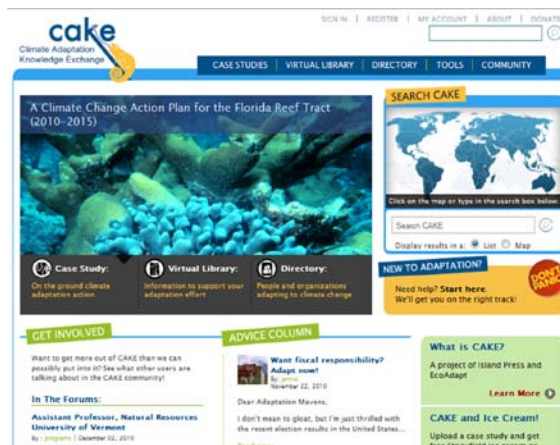 SIGN IN | REGISTER | MY ACCOUNT | ABOUT | DONATE
cake
Climate Adaptation
Knowledge Exchange
CASE STUDIES | VIRTUAL LIBRARY | DIRECTORY | TOOLS | COMMUNITY
A Climate Change Action Plan for the Florida Reef Tract
(2010-2015)
SEARCH CAKE
Click on the map or type in the search box below.
Search CAKE
Display results in a: List Map
Case Study:
On the ground climate
adaptation action
Virtual Library:
Information to support your
adaptation effort
Directory:
People and organizations
adapting to climate change
NEW TO ADAPTATION?
Need help? Start here.
We'll get you on the right track!
DON'T
PANIC
GET INVOLVED
Want to get more out of CAKE than we can
possibly put into it? See what other users are
talking about in the CAKE community!
In The Forums:
Assistant Professor, Natural Resources
University of Vermont
By : programs | December 02, 2010
ADVICE COLUMN
Want fiscal responsibility?
Adapt now!
By:
November 22, 2010
Dear Adaptation Mavens,
I don't mean to gloat, but I'm just thrilled with
the recent election results in the United States...
What is CAKE?
A project of Island Press and
EcoAdapt
Learn More
CAKE and Ice Cream!
Upload a case study and get